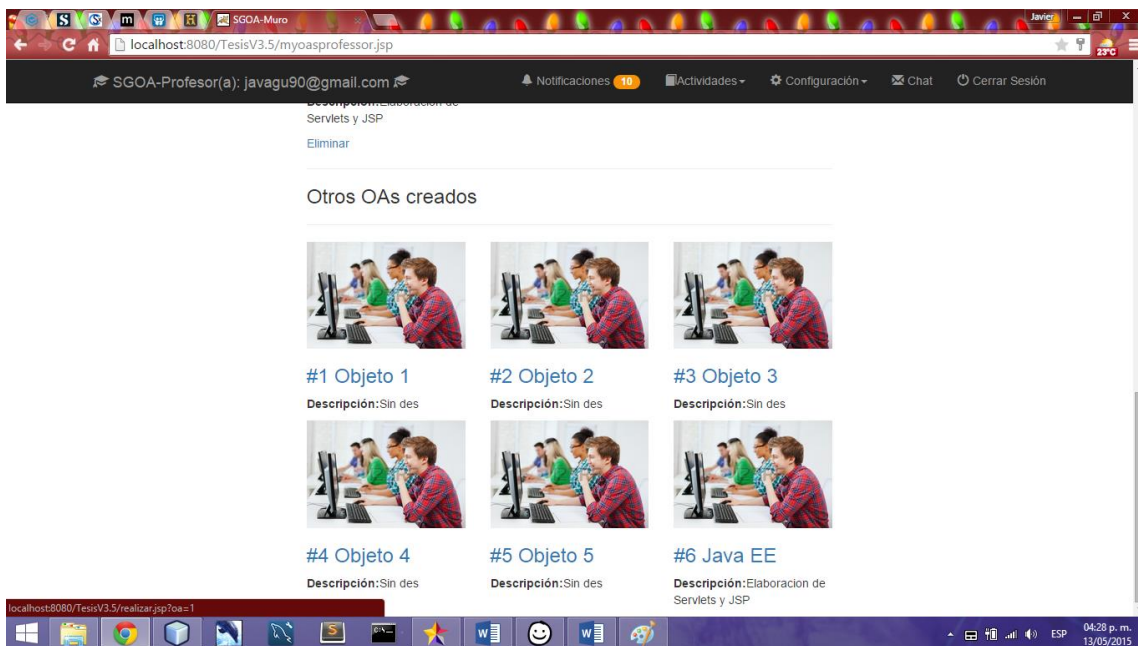 S m H SGOA-Muro Javier
localhost:8080/TesisV3.5/myoasprofessor.jsp
23°C
SGOA-Profesor(a): javagu90@gmail.com Notificaciones 10 Actividades Configuración Chat Cerrar Sesión
Descripción:Elaboracion de
Servlets y JSP
Eliminar
Otros OAs creados
#1 Objeto 1 #2 Objeto 2 #3 Objeto 3
Descripción:Sin des Descripción:Sin des Descripción:Sin des
#4 Objeto 4 #5 Objeto 5 #6 Java EE
Descripción:Sin des Descripción:Sin des Descripción:Elaboracion de
Servlets y JSP
localhost:8080/TesisV3.5/realizar.jsp?oa=1
ESP 04:28 p. m.
13/05/2015